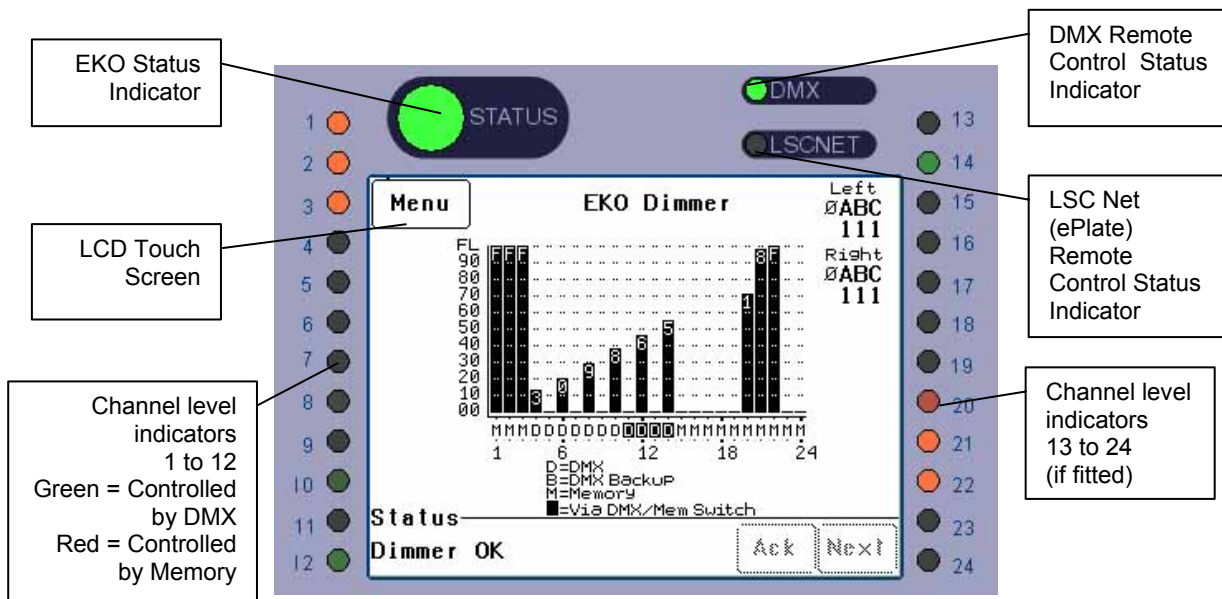 EKO Status
Indicator
LCD Touch
Screen
Channel level
indicators
1 to 12
Green = Controlled
by DMX
Red = Controlled
by Memory
STATUS
DMX
LSCNET
1
2
3
4
5
6
7
8
9
10
11
12
Menu
EKO Dimmer
Left
ØABC
111
Right
ØABC
111
FL
90
80
70
60
50
40
30
20
10
00
F F F 3 0 9 8 6 5 1 8 F
M M M D D D D D D D D D D D M M M M M M M M M M
1 6 12 18 24
D=DMX
B=DMX Backup
M=Memory
█=Via DMX/Mem Switch
Status
Dimmer OK
Ack
Next
13
14
15
16
17
18
19
20
21
22
23
24
DMX Remote
Control Status
Indicator
LSC Net
(ePlate)
Remote
Control Status
Indicator
Channel level
indicators
13 to 24
(if fitted)